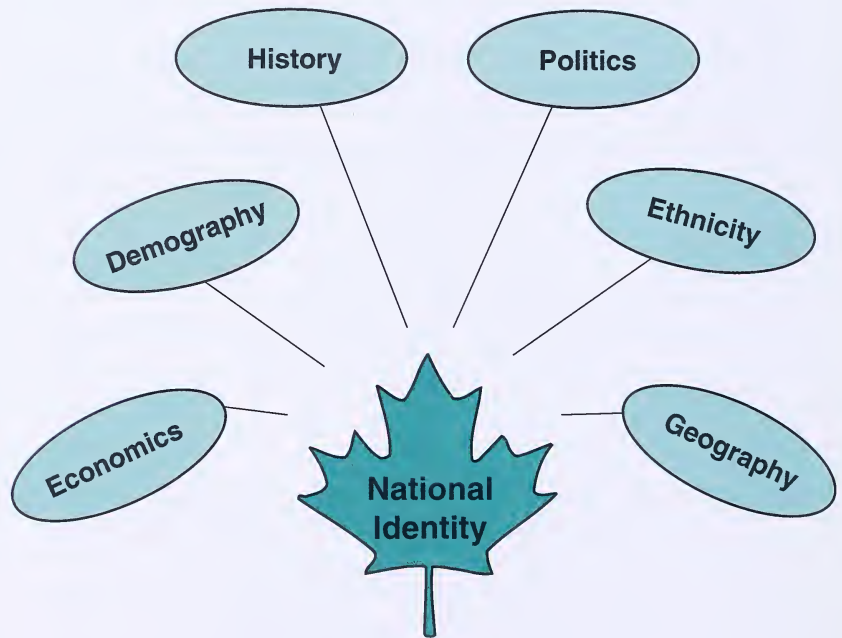 History
Politics
Demography
Ethnicity
Economics
Geography
National
Identity